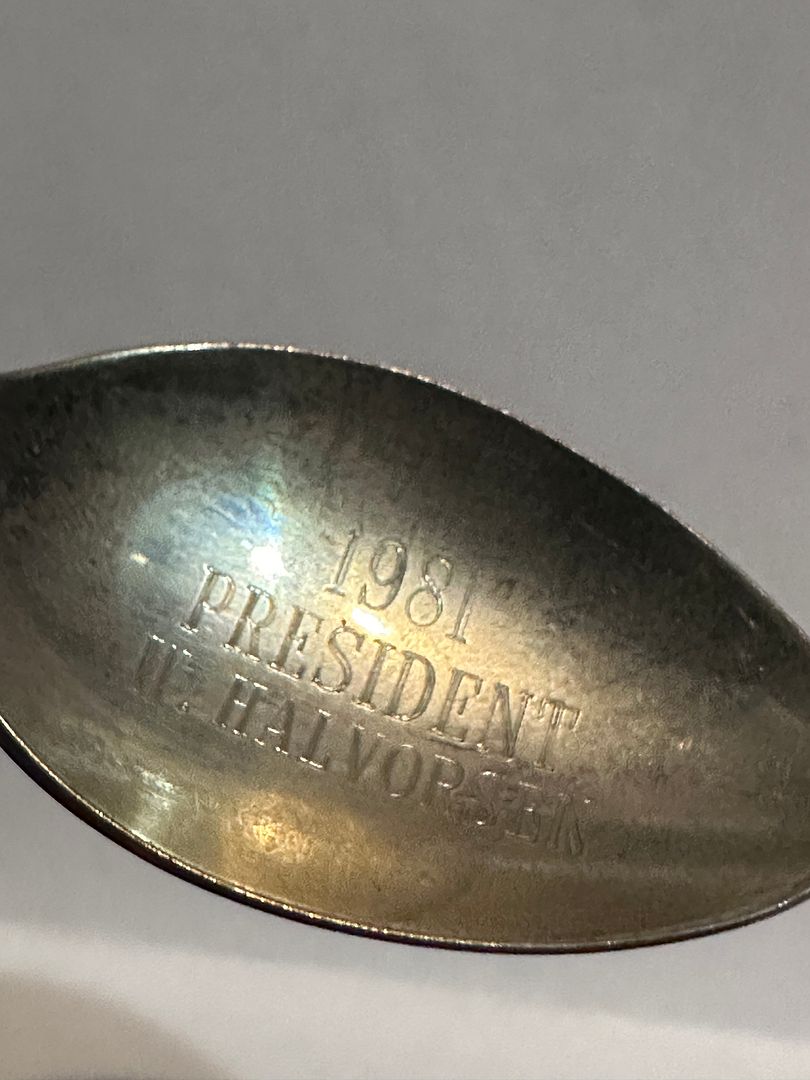 1981
PRESIDENT
W. HALVORSEN